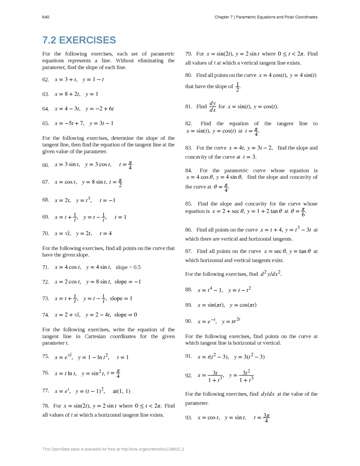 640
Chapter 7 | Parametric Equations and Polar Coordinates
7.2 EXERCISES
For the following exercises, each set of parametric
equations represents a line. Without eliminating the
parameter, find the slope of each line.
62. x = 3 + t, y = 1 − t
63. x = 8 + 2t, y = 1
64. x = 4 − 3t, y = −2 + 6t
65. x = −5t + 7, y = 3t − 1
For the following exercises, determine the slope of the
tangent line, then find the equation of the tangent line at the
given value of the parameter.
66. x = 3 sin t, y = 3 cos t, t = π/4
67. x = cos t, y = 8 sin t, t = π/2
68. x = 2t, y = t³, t = −1
69. x = t + 1/t, y = t − 1/t, t = 1
70. x = √t, y = 2t, t = 4
For the following exercises, find all points on the curve that
have the given slope.
71. x = 4 cos t, y = 4 sin t, slope = 0.5
72. x = 2 cos t, y = 8 sin t, slope = −1
73. x = t + 1/t, y = t − 1/t, slope = 1
74. x = 2 + √t, y = 2 − 4t, slope = 0
For the following exercises, write the equation of the
tangent line in Cartesian coordinates for the given
parameter t.
75. x = e^√t, y = 1 − ln t², t = 1
76. x = t ln t, y = sin² t, t = π/4
77. x = eᵗ, y = (t − 1)², at(1, 1)
78. For x = sin(2t), y = 2 sin t where 0 ≤ t < 2π. Find
all values of t at which a horizontal tangent line exists.
79. For x = sin(2t), y = 2 sin t where 0 ≤ t < 2π. Find
all values of t at which a vertical tangent line exists.
80. Find all points on the curve x = 4 cos(t), y = 4 sin(t)
that have the slope of 1/2.
81. Find dy/dx for x = sin(t), y = cos(t).
82. Find the equation of the tangent line to
x = sin(t), y = cos(t) at t = π/4.
83. For the curve x = 4t, y = 3t − 2, find the slope and
concavity of the curve at t = 3.
84. For the parametric curve whose equation is
x = 4 cos θ, y = 4 sin θ, find the slope and concavity of
the curve at θ = π/4.
85. Find the slope and concavity for the curve whose
equation is x = 2 + sec θ, y = 1 + 2 tan θ at θ = π/6.
86. Find all points on the curve x = t + 4, y = t³ − 3t at
which there are vertical and horizontal tangents.
87. Find all points on the curve x = sec θ, y = tan θ at
which horizontal and vertical tangents exist.
For the following exercises, find d²y/dx².
88. x = t⁴ − 1, y = t − t²
89. x = sin(πt), y = cos(πt)
90. x = e⁻ᵗ, y = te²ᵗ
For the following exercises, find points on the curve at
which tangent line is horizontal or vertical.
91. x = t(t² − 3), y = 3(t² − 3)
92. x = 3t/(1 + t³), y = 3t²/(1 + t³)
For the following exercises, find dy/dx at the value of the
parameter.
93. x = cos t, y = sin t, t = 3π/4